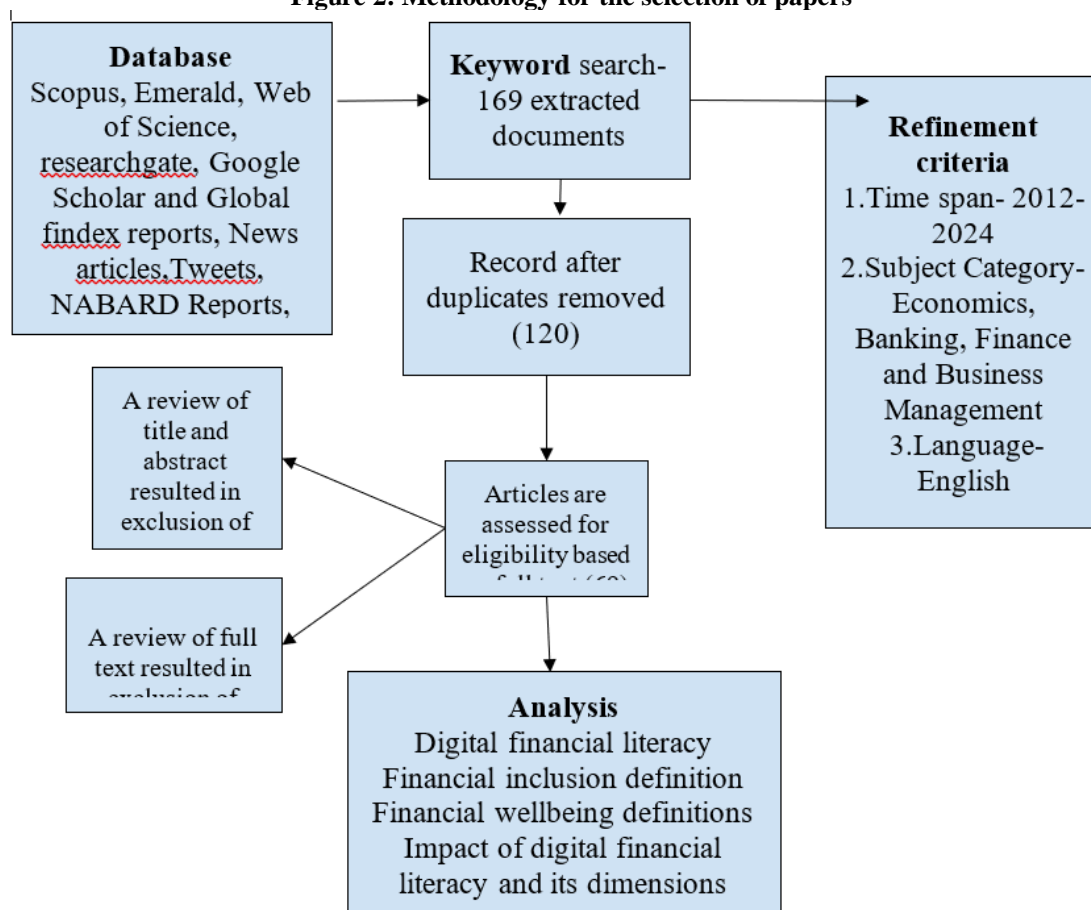 Figure 2: Methodology for the selection of papers
Database
Scopus, Emerald, Web
of Science,
researchgate, Google
Scholar and Global
findex reports, News
articles,Tweets,
NABARD Reports,
Keyword search-
169 extracted
documents
Refinement
criteria
1.Time span- 2012-
2024
2.Subject Category-
Economics,
Banking, Finance
and Business
Management
3.Language-
English
Record after
duplicates removed
(120)
A review of
title and
abstract
resulted in
exclusion of
Articles are
assessed for
eligibility based
A review of full
text resulted in
exclusion of
Analysis
Digital financial literacy
Financial inclusion definition
Financial wellbeing definitions
Impact of digital financial
literacy and its dimensions